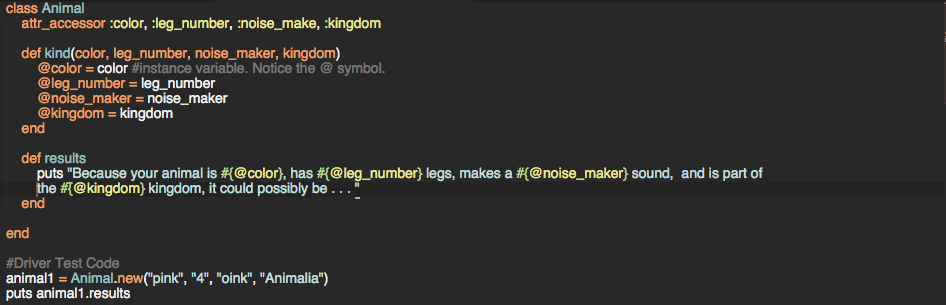 class Animal
attr_accessor :color, :leg_number, :noise_make, :kingdom
def kind(color, leg_number, noise_maker, kingdom)
@color = color #instance variable. Notice the @ symbol.
@leg_number = leg_number
@noise_maker = noise_maker
@kingdom = kingdom
end
def results
puts "Because your animal is #{@color}, has #{@leg_number} legs, makes a #{@noise_maker} sound,  and is part of
the #{@kingdom} kingdom, it could possibly be . . . "
end
end
#Driver Test Code
animal1 = Animal.new("pink", "4", "oink", "Animalia")
puts animal1.results